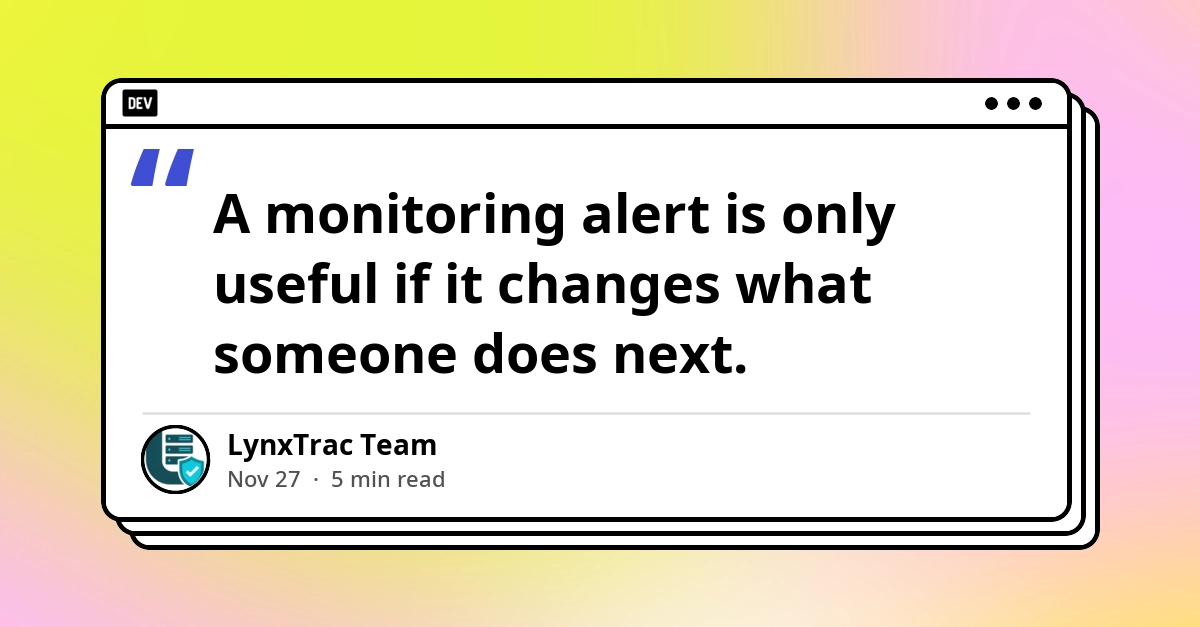 DEV
“
A monitoring alert is only
useful if it changes what
someone does next.
LynxTrac Team
Nov 27 · 5 min read